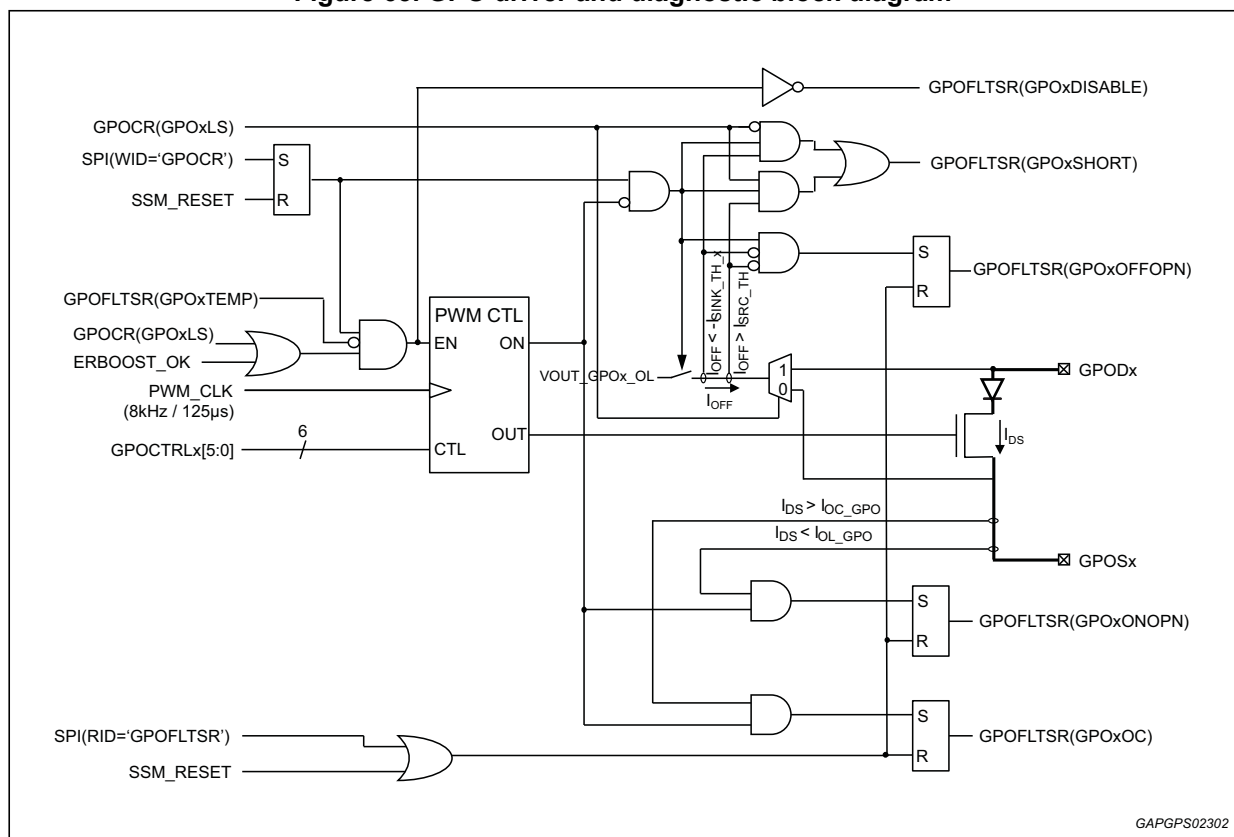 GPOFLTSR(GPOxDISABLE)
GPOCR(GPOxLS)
SPI(WID='GPOCR')
S
R
SSM_RESET
GPOFLTSR(GPOxSHORT)
S
R
GPOFLTSR(GPOxOFFOPN)
GPOFLTSR(GPOxTEMP)
GPOCR(GPOxLS)
ERBOOST_OK
PWM_CLK
(8kHz / 125µs)
GPOCTRLx[5:0]
6
PWM CTL
EN
ON
OUT
CTL
IOFF < -ISINK_TH_x
IOFF > ISRC_TH
VOUT_GPOx_OL
IOFF
1
0
GPODx
IDS
IDS > IOC_GPO
IDS < IOL_GPO
GPOSx
S
R
GPOFLTSR(GPOxONOPN)
S
R
GPOFLTSR(GPOxOC)
SPI(RID='GPOFLTSR')
SSM_RESET
GAPGPS02302